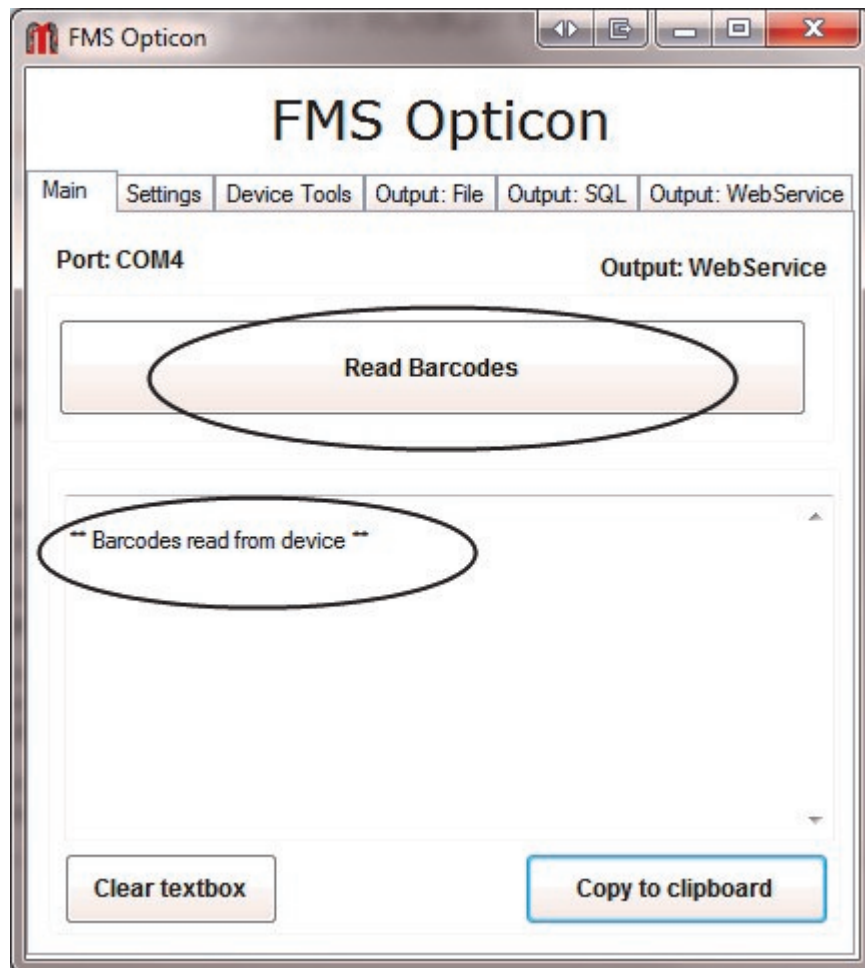 FMS Opticon
FMS Opticon
Main Settings Device Tools Output: File Output: SQL Output: WebService
Port: COM4 Output: WebService
Read Barcodes
** Barcodes read from device **
Clear textbox Copy to clipboard